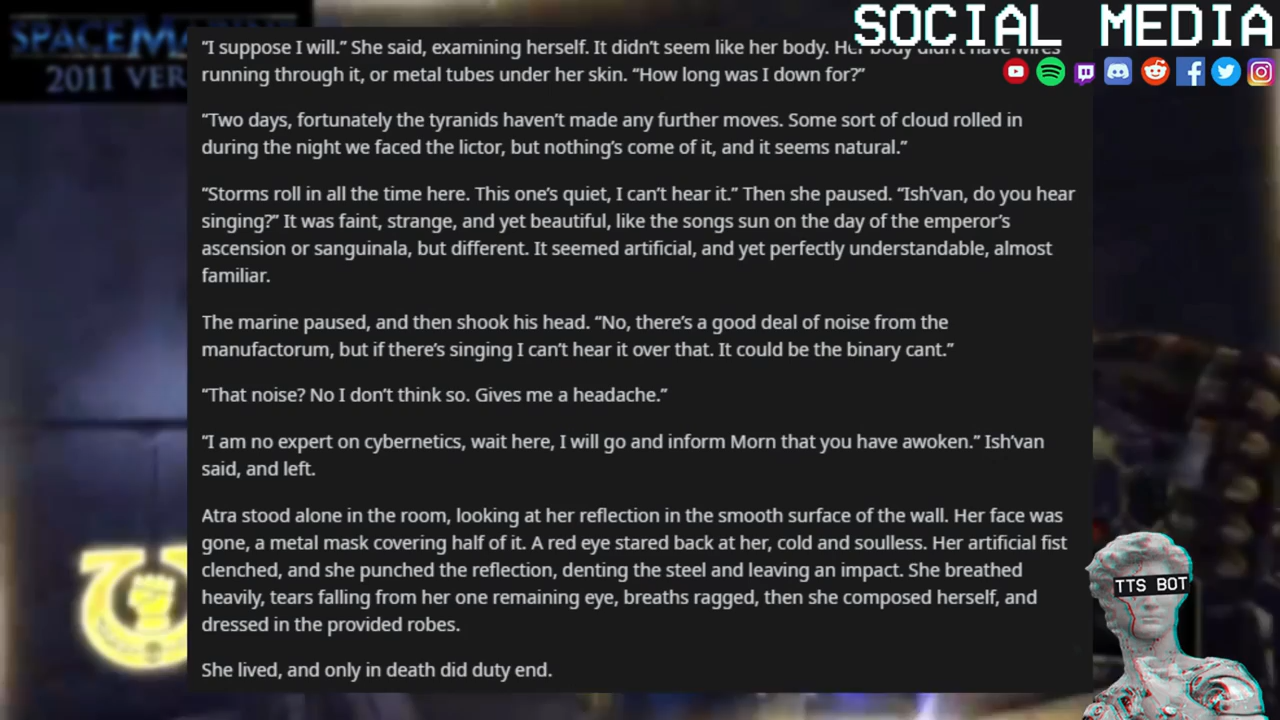 SOCIAL MEDIA
SPACEMA
2011 VER
“I suppose I will.” She said, examining herself. It didn’t seem like her body. Her body didn’t have wires
running through it, or metal tubes under her skin. “How long was I down for?”
“Two days, fortunately the tyranids haven’t made any further moves. Some sort of cloud rolled in
during the night we faced the lictor, but nothing’s come of it, and it seems natural.”
“Storms roll in all the time here. This one’s quiet, I can’t hear it.” Then she paused. “Ish’van, do you hear
singing?” It was faint, strange, and yet beautiful, like the songs sun on the day of the emperor’s
ascension or sanguinala, but different. It seemed artificial, and yet perfectly understandable, almost
familiar.
The marine paused, and then shook his head. “No, there’s a good deal of noise from the
manufactorum, but if there’s singing I can’t hear it over that. It could be the binary cant.”
“That noise? No I don’t think so. Gives me a headache.”
“I am no expert on cybernetics, wait here, I will go and inform Morn that you have awoken.” Ish’van
said, and left.
Atra stood alone in the room, looking at her reflection in the smooth surface of the wall. Her face was
gone, a metal mask covering half of it. A red eye stared back at her, cold and soulless. Her artificial fist
clenched, and she punched the reflection, denting the steel and leaving an impact. She breathed
heavily, tears falling from her one remaining eye, breaths ragged, then she composed herself, and
dressed in the provided robes.
She lived, and only in death did duty end.
TTS BOT